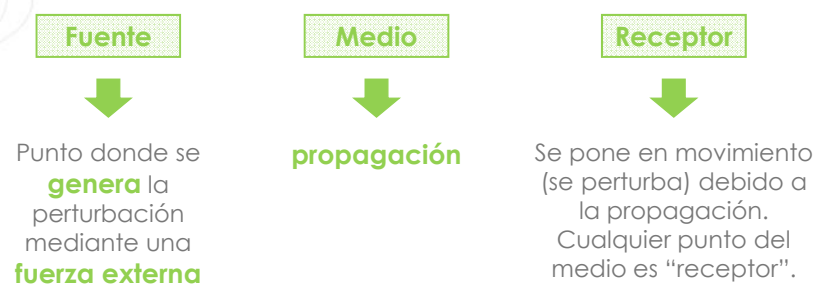 Fuente
Punto donde se
genera la
perturbación
mediante una
fuerza externa
Medio
propagación
Receptor
Se pone en movimiento
(se perturba) debido a
la propagación.
Cualquier punto del
medio es “receptor”.